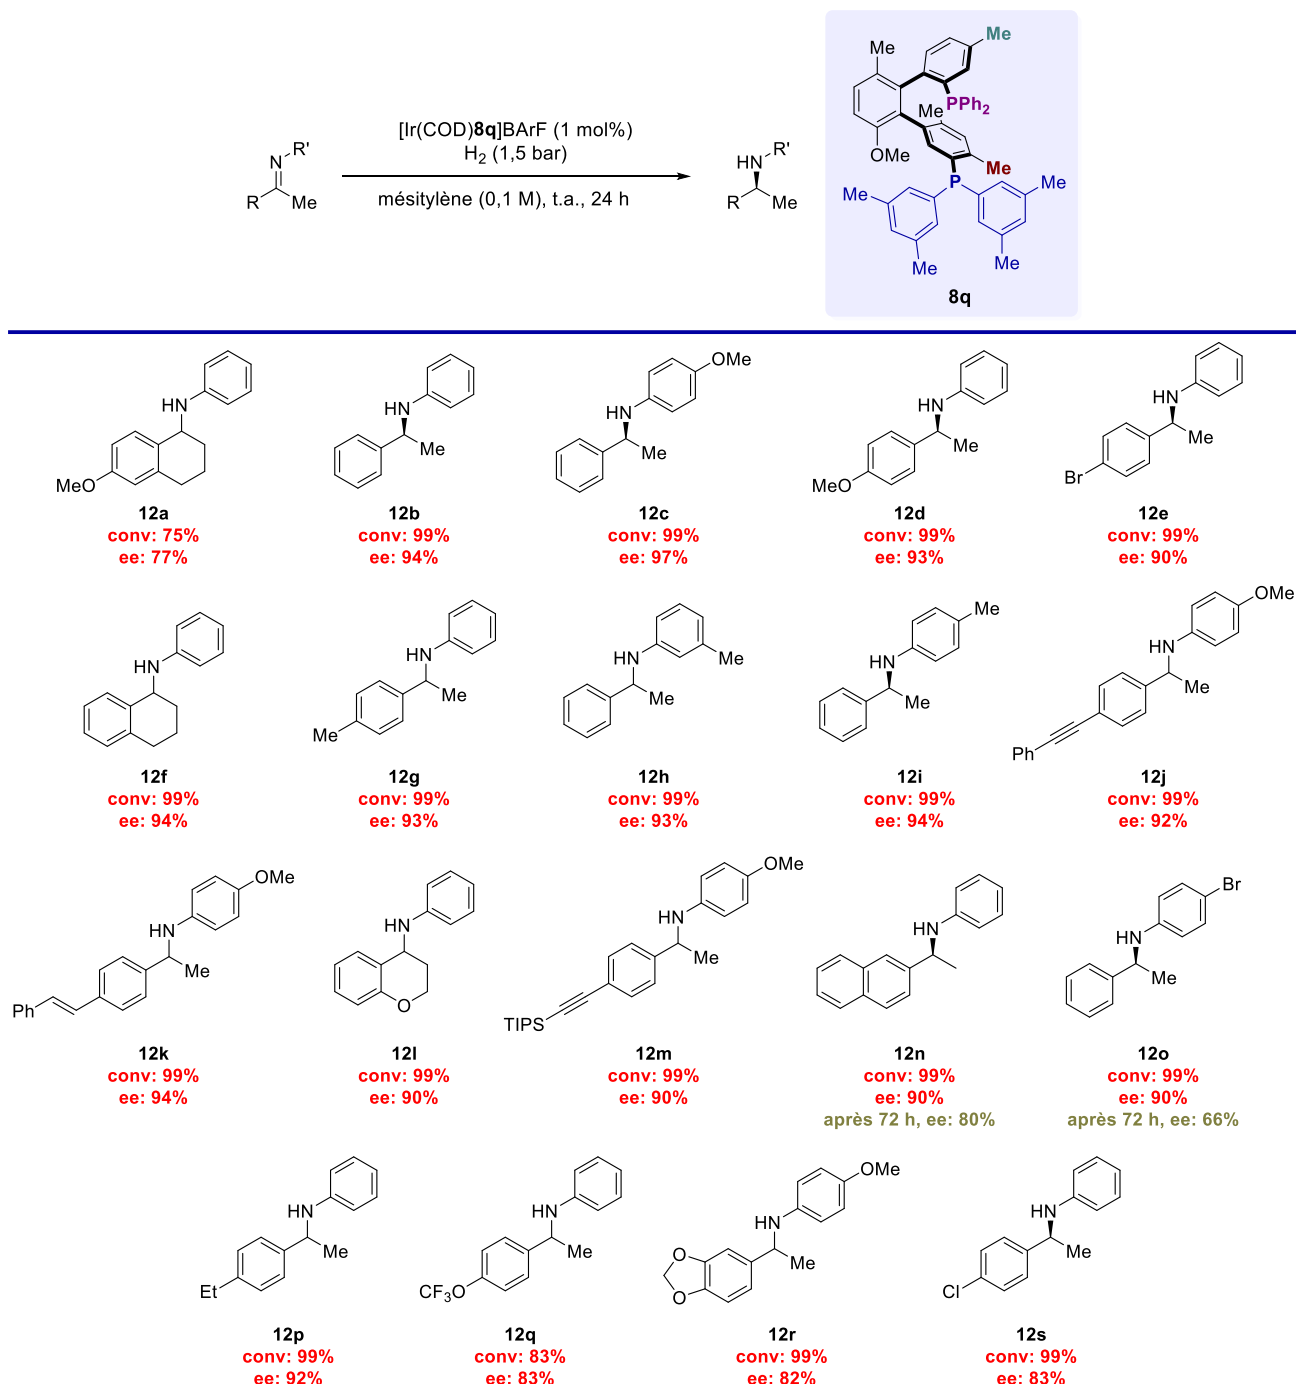 N
R'
R
Me
[Ir(COD)8q]BArF (1 mol%)
H2 (1,5 bar)
mésitylène (0,1 M), t.a., 24 h
HN
R'
R
Me
Me
Me
Me
PPh2
OMe
Me
P
Me
Me
Me
Me
8q
HN
MeO
12a
conv: 75%
ee: 77%
HN
Me
12b
conv: 99%
ee: 94%
OMe
HN
Me
12c
conv: 99%
ee: 97%
HN
Me
MeO
12d
conv: 99%
ee: 93%
HN
Me
Br
12e
conv: 99%
ee: 90%
HN
12f
conv: 99%
ee: 94%
HN
Me
Me
12g
conv: 99%
ee: 93%
HN
Me
Me
12h
conv: 99%
ee: 93%
Me
HN
Me
12i
conv: 99%
ee: 94%
OMe
HN
Me
Ph
12j
conv: 99%
ee: 92%
OMe
HN
Me
Ph
12k
conv: 99%
ee: 94%
HN
O
12l
conv: 99%
ee: 90%
OMe
HN
Me
TIPS
12m
conv: 99%
ee: 90%
HN
12n
conv: 99%
ee: 90%
après 72 h, ee: 80%
Br
HN
Me
12o
conv: 99%
ee: 90%
après 72 h, ee: 66%
HN
Me
Et
12p
conv: 99%
ee: 92%
HN
Me
CF3O
12q
conv: 83%
ee: 83%
OMe
HN
Me
O
O
12r
conv: 99%
ee: 82%
HN
Me
Cl
12s
conv: 99%
ee: 83%